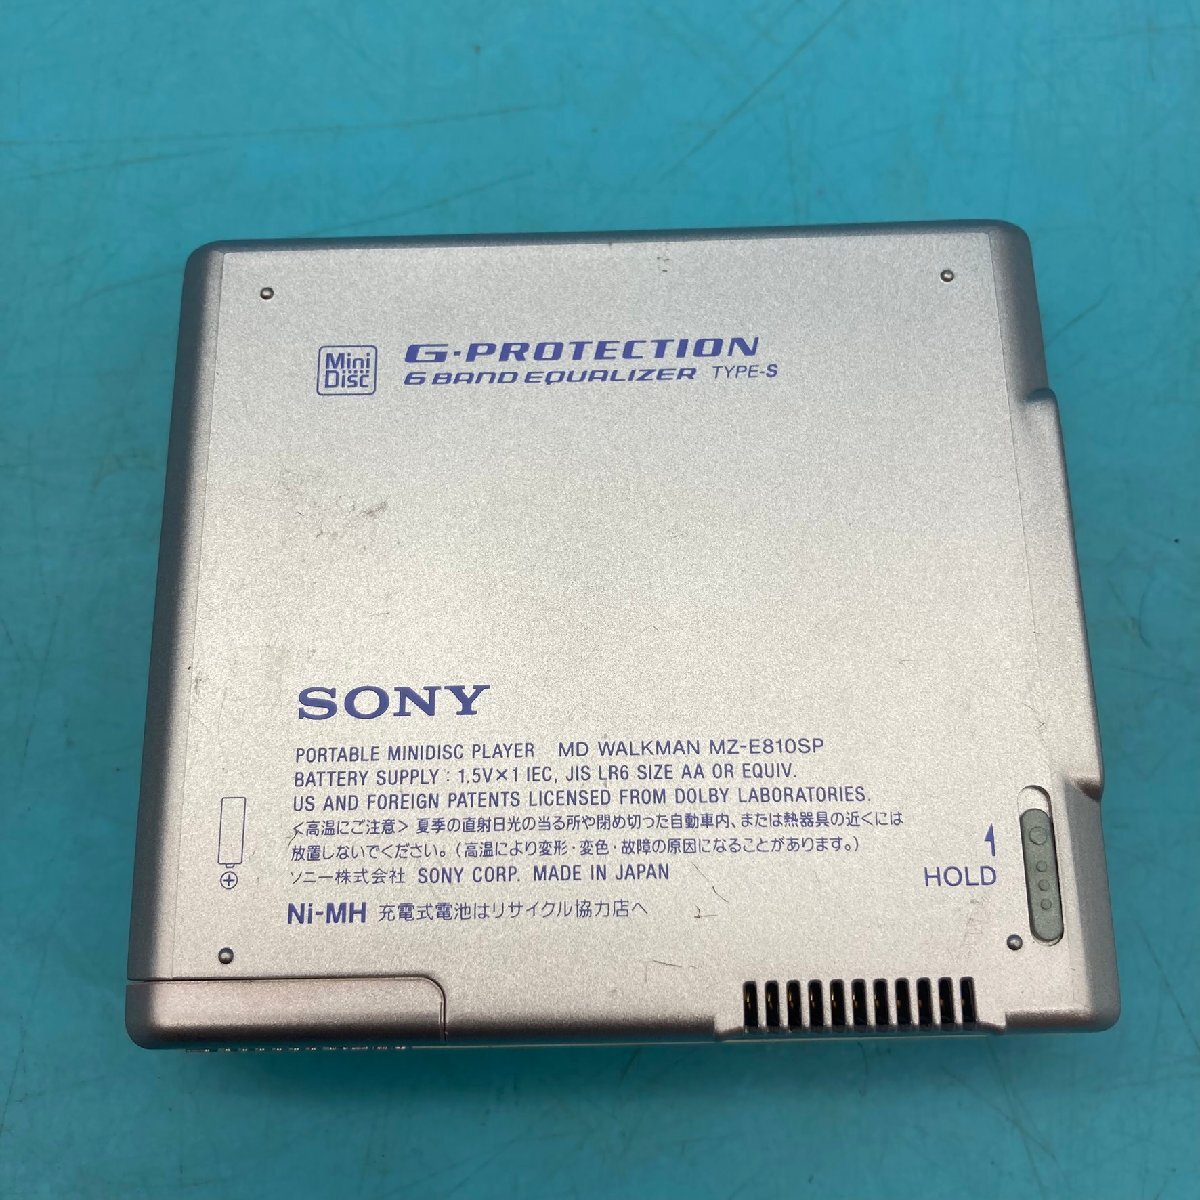 Mini
Disc
G·PROTECTION
6 BAND EQUALIZER TYPE-S
SONY
PORTABLE MINIDISC PLAYER MD WALKMAN MZ-E810SP
BATTERY SUPPLY : 1.5V×1 IEC, JIS LR6 SIZE AA OR EQUIV.
US AND FOREIGN PATENTS LICENSED FROM DOLBY LABORATORIES.
<高温にご注意> 夏季の直射日光の当る所や閉め切った自動車内、または熱器具の近くには
放置しないでください。(高温により変形・変色・故障の原因になることがあります。)
ソニー株式会社 SONY CORP. MADE IN JAPAN
Ni-MH 充電式電池はリサイクル協力店へ
HOLD